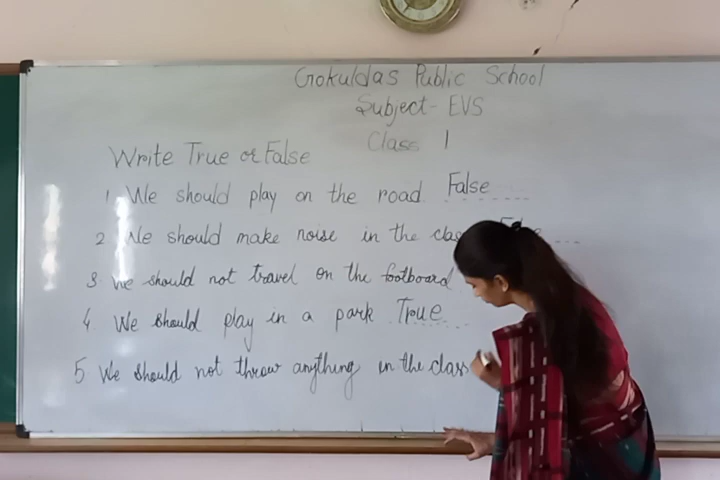 Gokuldas Public School
Subject- EVS
Class 1
Write True or False
1 We should play on the road False
2 We should make noise in the
3 We should not travel on the footboard
4 We should play in a park True
5 We should not throw anything in the class